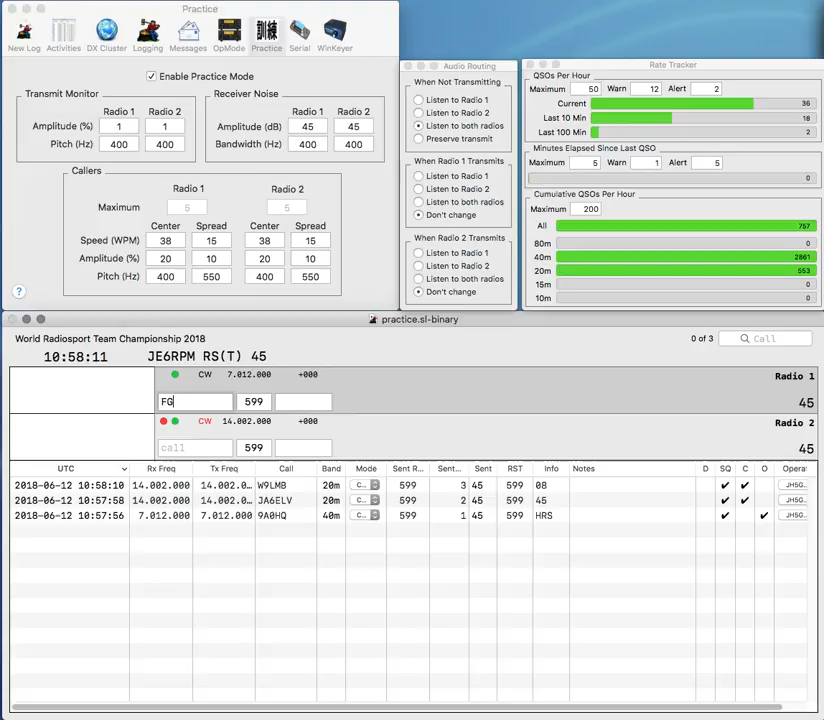 Practice
New Log Activities DX Cluster Logging Messages OpMode Practice Serial WinKeyer
訓練
Enable Practice Mode
Transmit Monitor
Radio 1 Radio 2
Amplitude (%) 1 1
Pitch (Hz) 400 400
Receiver Noise
Radio 1 Radio 2
Amplitude (dB) 45 45
Bandwidth (Hz) 400 400
Callers
Radio 1 Radio 2
Maximum 5 5
Center Spread Center Spread
Speed (WPM) 38 15 38 15
Amplitude (%) 20 10 20 10
Pitch (Hz) 400 550 400 550
?
Audio Routing
When Not Transmitting
Listen to Radio 1
Listen to Radio 2
Listen to both radios
Preserve transmit
When Radio 1 Transmits
Listen to Radio 1
Listen to Radio 2
Listen to both radios
Don't change
When Radio 2 Transmits
Listen to Radio 1
Listen to Radio 2
Listen to both radios
Don't change
Rate Tracker
QSOs Per Hour
Maximum 50 Warn 12 Alert 2
Current 36
Last 10 Min 18
Last 100 Min 2
Minutes Elapsed Since Last QSO
Maximum 5 Warn 1 Alert 5
0
Cumulative QSOs Per Hour
Maximum 200
All 757
80m 0
40m 2861
20m 553
15m 0
10m 0
practice.sl-binary
World Radiosport Team Championship 2018
0 of 3 Call
10:58:11 JE6RPM RS(T) 45
CW 7.012.000 +000 Radio 1
FG 599 45
CW 14.002.000 +000 Radio 2
call 599 45
UTC Rx Freq Tx Freq Call Band Mode Sent R... Sent... Sent RST Info Notes D SQ C O Operat
2018-06-12 10:58:10 14.002.000 14.002.0... W9LMB 20m C... 599 3 45 599 08 ✔ ✔ JH5G...
2018-06-12 10:57:58 14.002.000 14.002.0... JA6ELV 20m C... 599 2 45 599 45 ✔ ✔ JH5G...
2018-06-12 10:57:56 7.012.000 7.012.000 9A0HQ 40m C... 599 1 45 599 HRS ✔ ✔ JH5G...